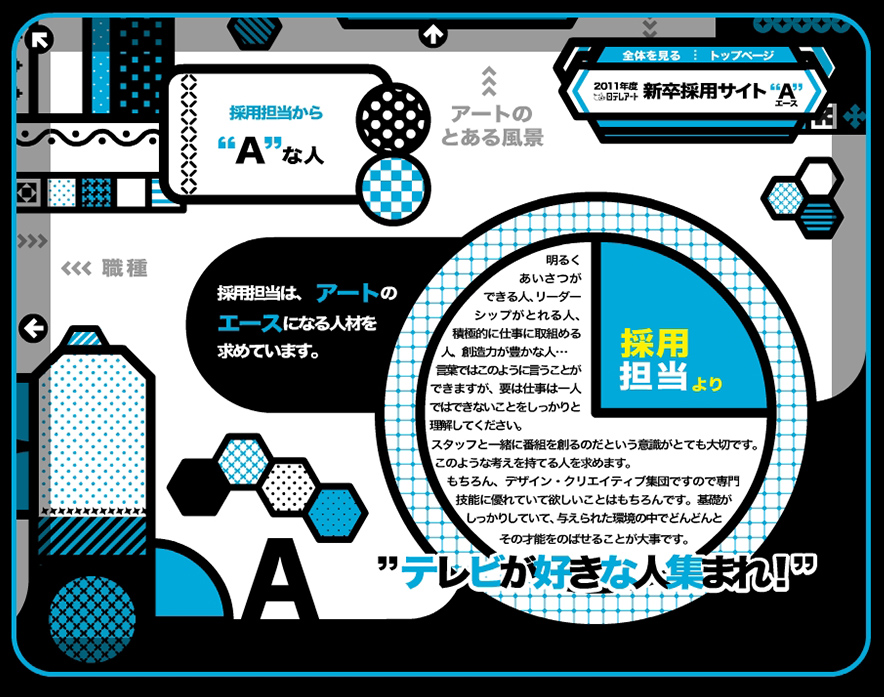 全体を見る ： トップページ
2011年度
日テレアート
新卒採用サイト
“A”
エース
採用担当から
“A”な人
アートの
とある風景
職種
採用担当は、アートの
エースになる人材を
求めています。
明るく
あいさつが
できる人、リーダー
シップがとれる人、
積極的に仕事に取組める
人、創造力が豊かな人…
言葉ではこのように言うことが
できますが、要は仕事は一人
ではできないことをしっかりと
理解してください。
スタッフと一緒に番組を創るのだという意識がとても大切です。
このような考えを持てる人を求めます。
もちろん、デザイン・クリエイティブ集団ですので専門
技能に優れていて欲しいことはもちろんです。基礎が
しっかりしていて、与えられた環境の中でどんどんと
その才能をのばせることが大事です。
採用
担当より
A
”テレビが好きな人集まれ！”